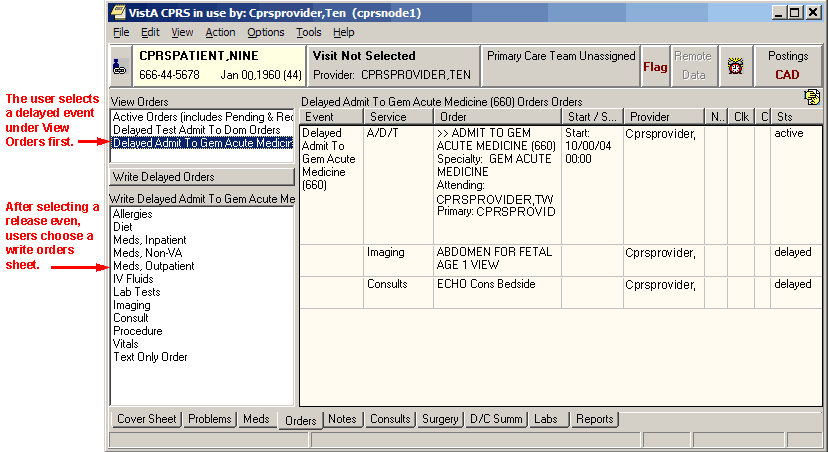 VistA CPRS in use by: Cprsprovider,Ten (cprsnode1)
File Edit View Action Options Tools Help
CPRSPATIENT,NINE
666-44-5678 Jan 00,1960 (44)
Visit Not Selected
Provider: CPRSPROVIDER,TEN
Primary Care Team Unassigned
Flag
Remote
Data
Postings
CAD
The user selects
a delayed event
under View
Orders first.
View Orders
Active Orders (includes Pending & Rec
Delayed Test Admit To Dom Orders
Delayed Admit To Gem Acute Medicin
Write Delayed Orders
After selecting a
release even,
users choose a
write orders
sheet.
Write Delayed Admit To Gem Acute Me
Allergies
Diet
Meds, Inpatient
Meds, Non-VA
Meds, Outpatient
IV Fluids
Lab Tests
Imaging
Consult
Procedure
Vitals
Text Only Order
Delayed Admit To Gem Acute Medicine (660) Orders Orders
Event Service Order Start / S... Provider N... Clk C Sts
Delayed
Admit To
Gem Acute
Medicine
(660)
A/D/T
>> ADMIT TO GEM
ACUTE MEDICINE (660)
Specialty: GEM ACUTE
MEDICINE
Attending:
CPRSPROVIDER,TW
Primary: CPRSPROVID
Start:
10/00/04
00:00
Cprsprovider,
active
Imaging
ABDOMEN FOR FETAL
AGE 1 VIEW
Cprsprovider,
delayed
Consults ECHO Cons Bedside Cprsprovider, delayed
Cover Sheet Problems Meds Orders Notes Consults Surgery D/C Summ Labs Reports